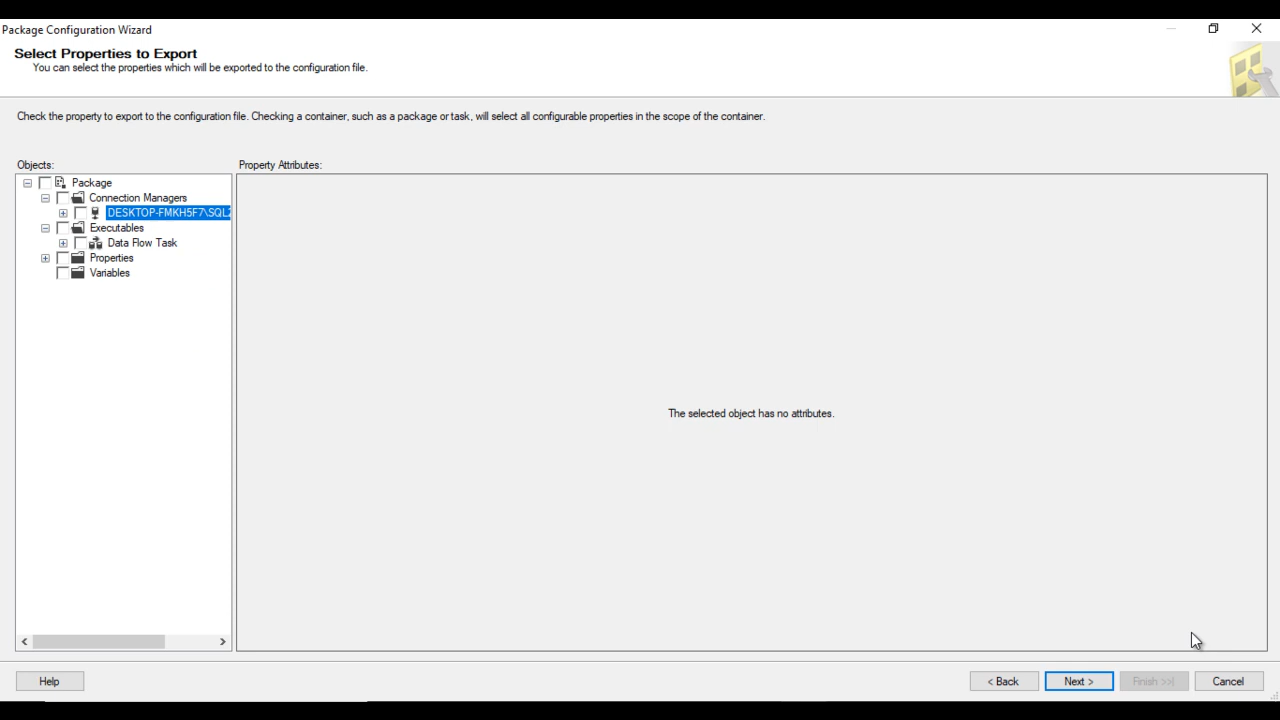 Package Configuration Wizard
Select Properties to Export
You can select the properties which will be exported to the configuration file.
Check the property to export to the configuration file. Checking a container, such as a package or task, will select all configurable properties in the scope of the container.
Objects:
Property Attributes:
Package
Connection Managers
DESKTOP-FMKH5F7\SQL
Executables
Data Flow Task
Properties
Variables
The selected object has no attributes.
Help
< Back
Next >
Finish >>|
Cancel